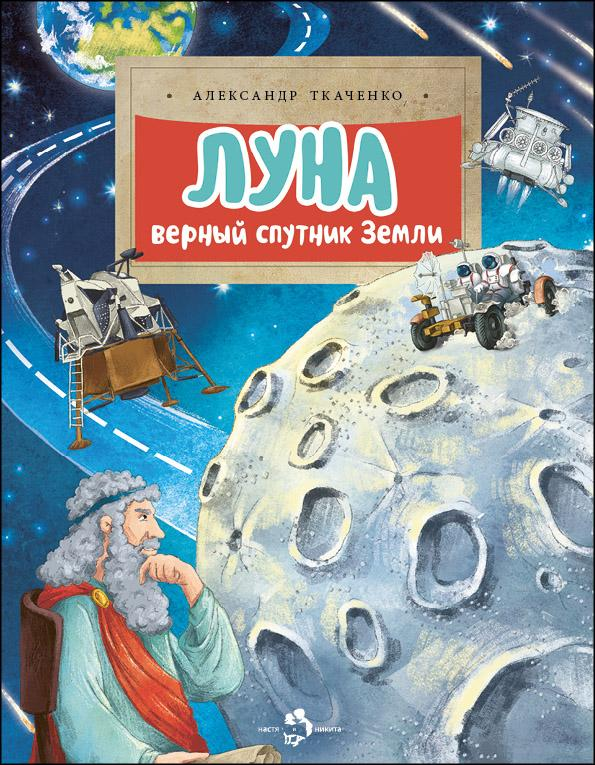 АЛЕКСАНДР ТКАЧЕНКО
ЛУНА
верный спутник Земли
настя и никита